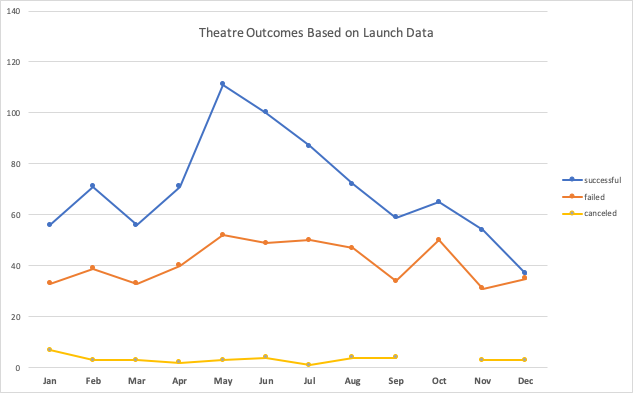 Theatre Outcomes Based on Launch Data
140
120
100
80
60
40
20
0
Jan Feb Mar Apr May Jun Jul Aug Sep Oct Nov Dec
successful
failed
canceled